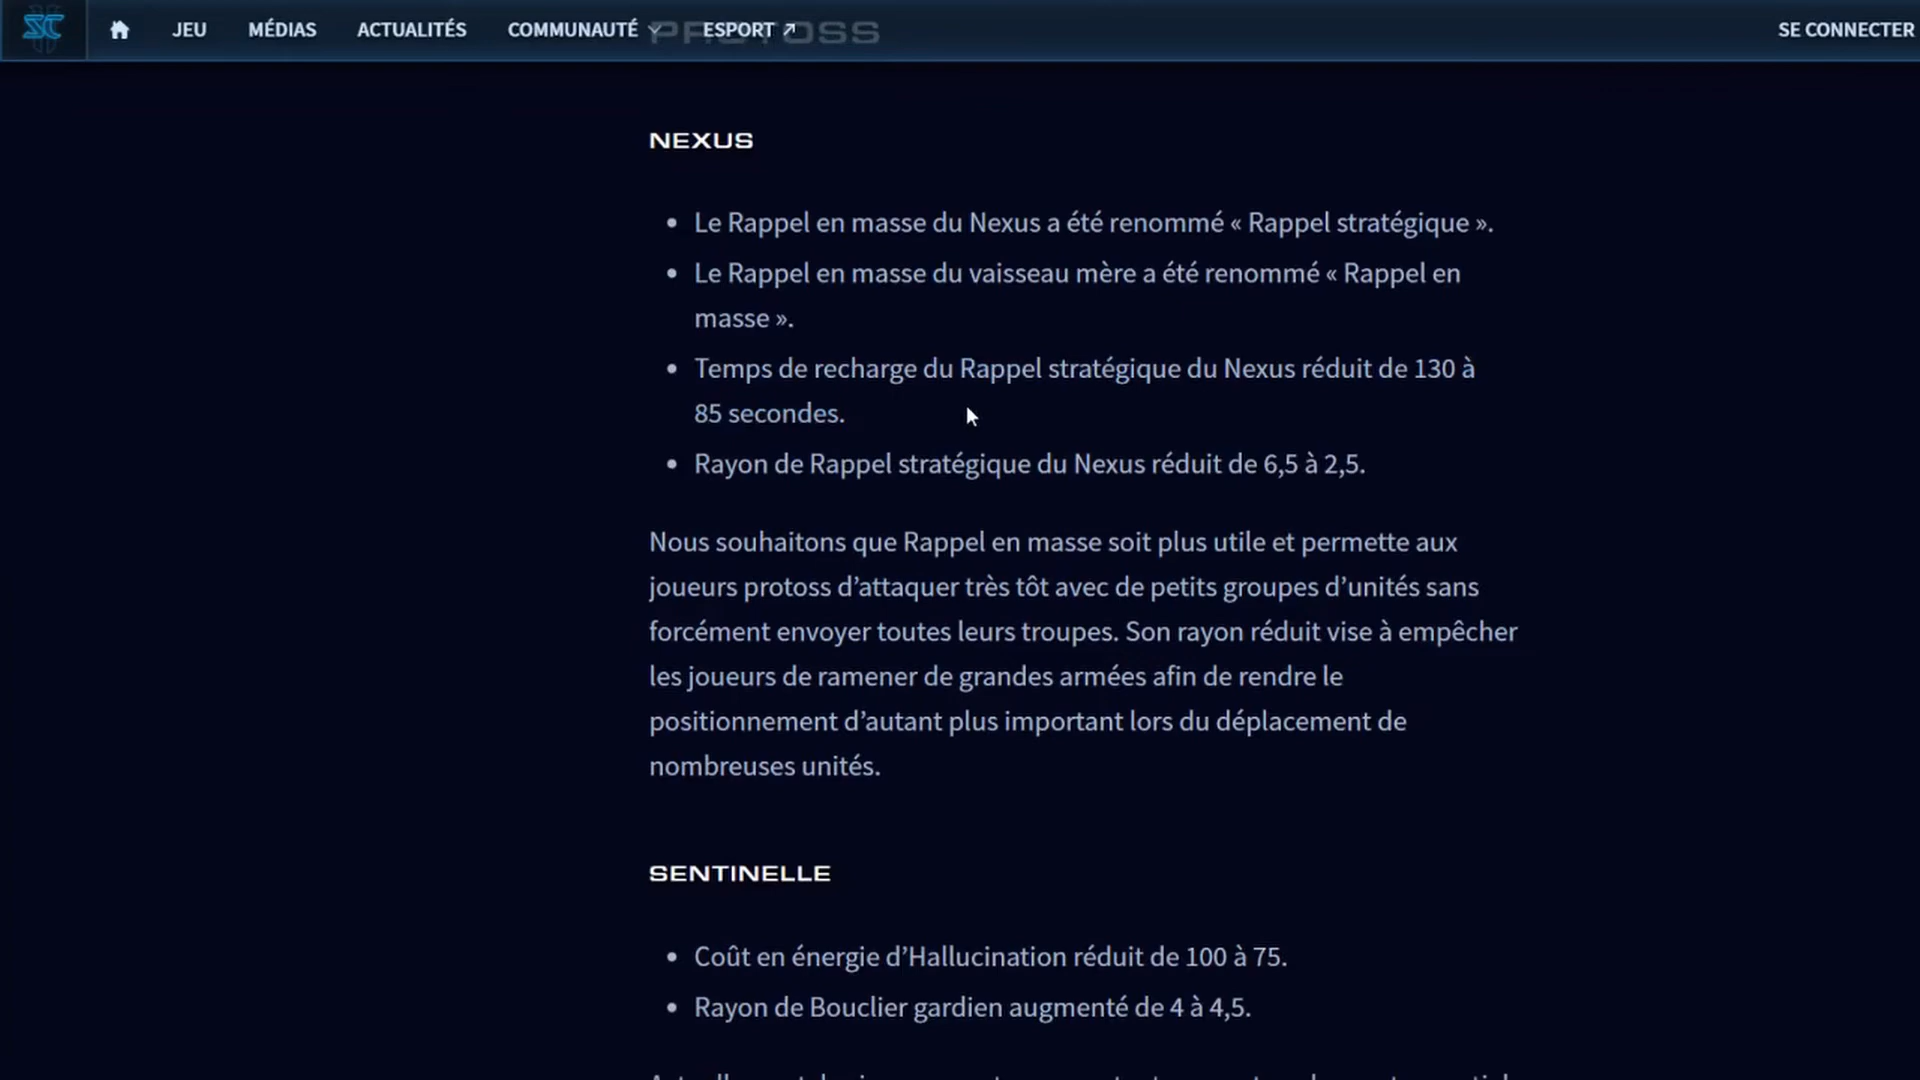 SC
JEU MÉDIAS ACTUALITÉS COMMUNAUTÉ ESPORT SE CONNECTER
PROTOSS
NEXUS
• Le Rappel en masse du Nexus a été renommé « Rappel stratégique ».
• Le Rappel en masse du vaisseau mère a été renommé « Rappel en
masse ».
• Temps de recharge du Rappel stratégique du Nexus réduit de 130 à
85 secondes.
• Rayon de Rappel stratégique du Nexus réduit de 6,5 à 2,5.
Nous souhaitons que Rappel en masse soit plus utile et permette aux
joueurs protoss d’attaquer très tôt avec de petits groupes d’unités sans
forcément envoyer toutes leurs troupes. Son rayon réduit vise à empêcher
les joueurs de ramener de grandes armées afin de rendre le
positionnement d’autant plus important lors du déplacement de
nombreuses unités.
SENTINELLE
• Coût en énergie d’Hallucination réduit de 100 à 75.
• Rayon de Bouclier gardien augmenté de 4 à 4,5.